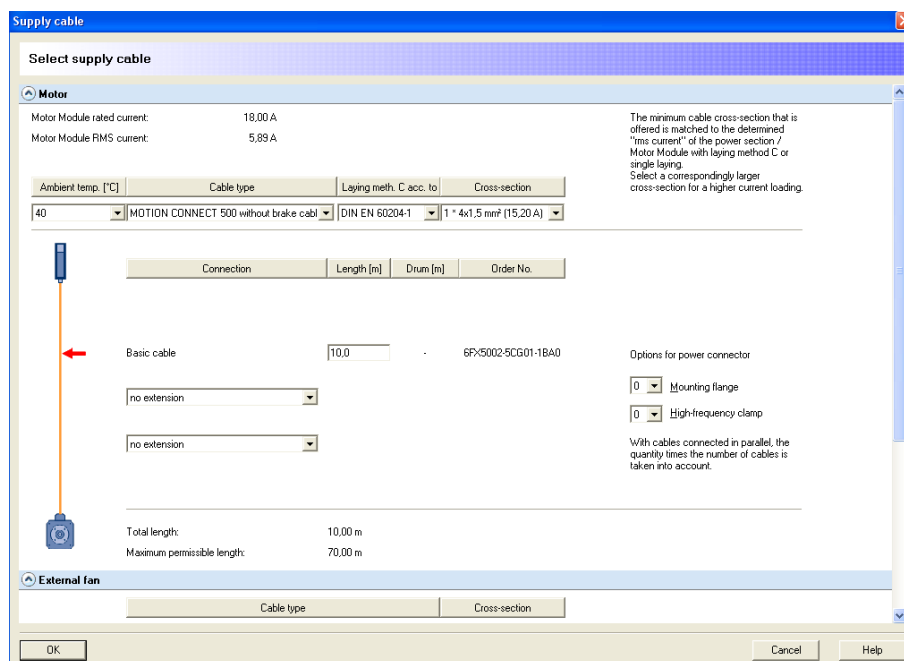 Supply cable
Select supply cable
Motor
Motor Module rated current: 18,00 A
Motor Module RMS current: 5,89 A
The minimum cable cross-section that is
offered is matched to the determined
"rms current" of the power section /
Motor Module with laying method C or
single laying.
Select a correspondingly larger
cross-section for a higher current loading.
Ambient temp. [°C] Cable type Laying meth. C acc. to Cross-section
40 MOTION CONNECT 500 without brake cabl DIN EN 60204-1 1 * 4x1,5 mm² (15,20 A)
Connection Length [m] Drum [m] Order No.
Basic cable 10,0 - 6FX5002-5CG01-1BA0
Options for power connector
0 Mounting flange
no extension
0 High-frequency clamp
no extension
With cables connected in parallel, the
quantity times the number of cables is
taken into account.
Total length: 10,00 m
Maximum permissible length: 70,00 m
External fan
Cable type Cross-section
OK Cancel Help